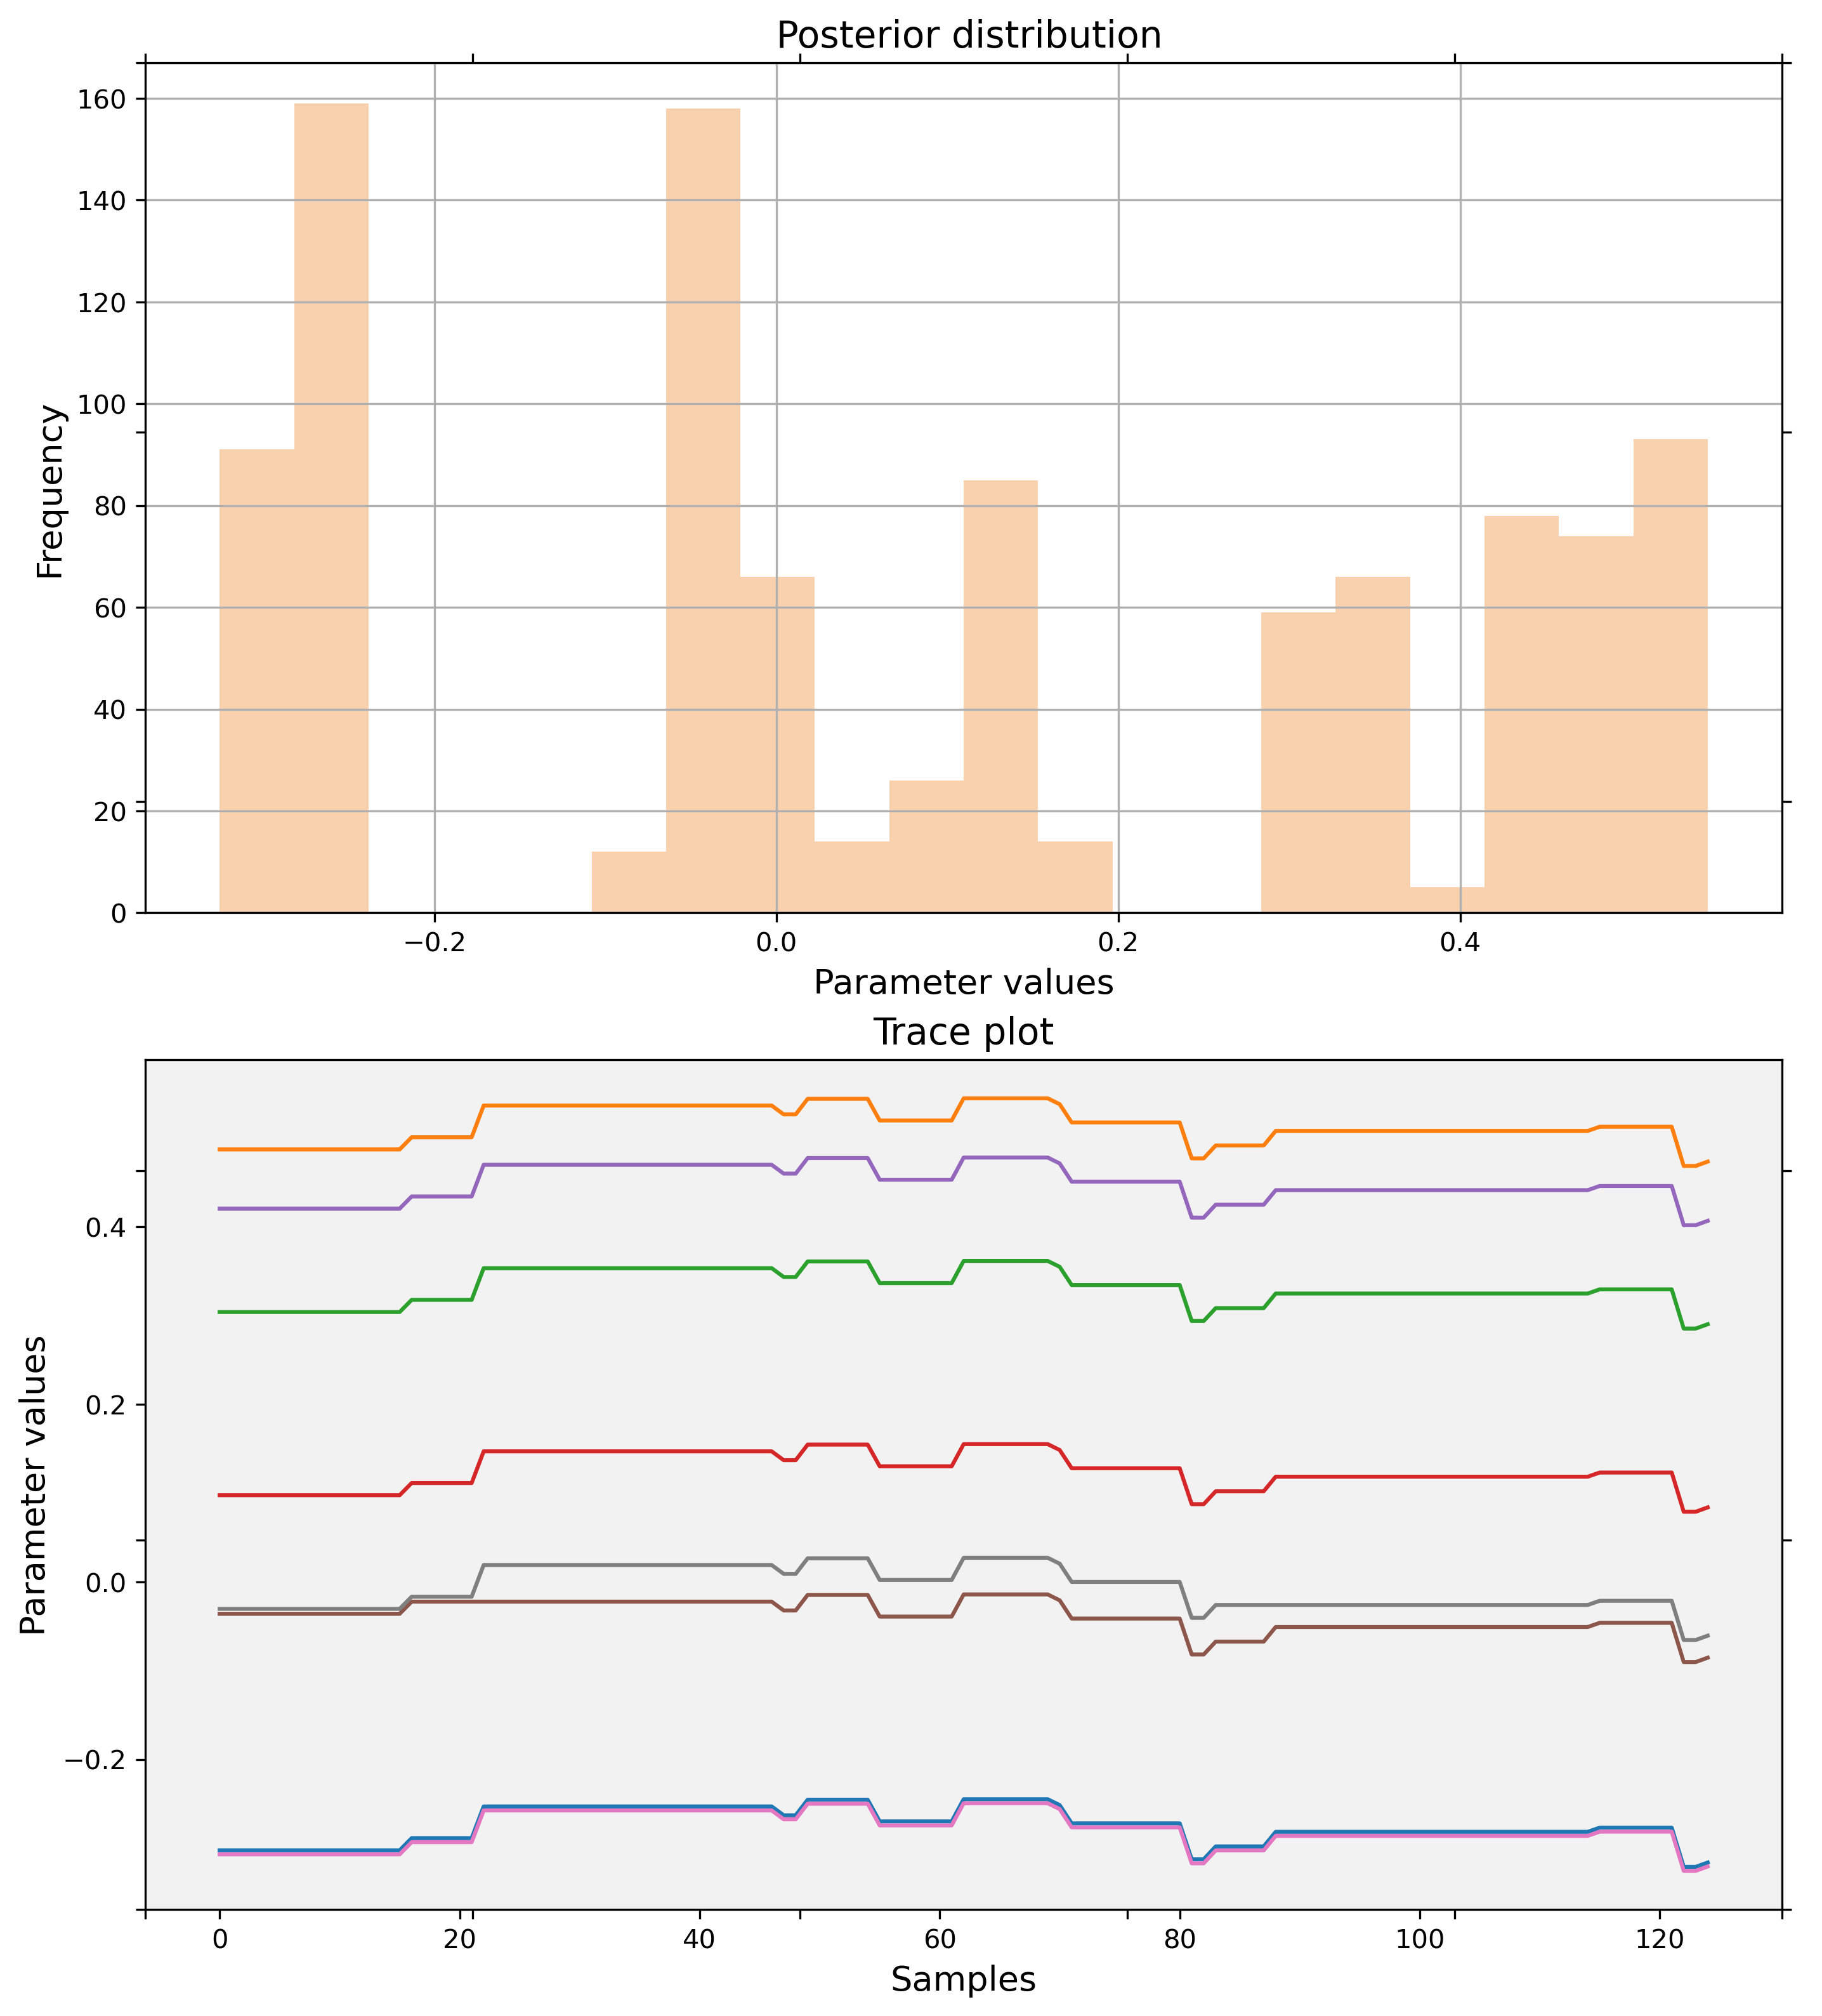 Posterior distribution
160
140
120
100
80
60
40
20
0
Frequency
−0.2 0.0 0.2 0.4
Parameter values
Trace plot
0.4
0.2
0.0
−0.2
Parameter values
0 20 40 60 80 100 120
Samples